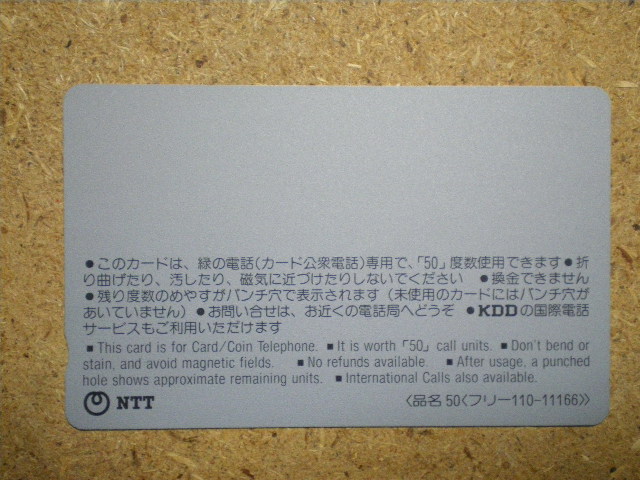 ●このカードは、緑の電話(カード公衆電話)専用で、「50」度数使用できます●折
り曲げたり、汚したり、磁気に近づけたりしないでください ●換金できません
●残り度数のめやすがパンチ穴で表示されます(未使用のカードにはパンチ穴が
あいていません)●お問い合せは、お近くの電話局へどうぞ ●KDDの国際電話
サービスもご利用いただけます
■ This card is for Card/Coin Telephone. ■ It is worth「50」call units. ■ Don't bend or
stain, and avoid magnetic fields. ■ No refunds available. ■ After usage, a punched
hole shows approximate remaining units. ■ International Calls also available.
NTT 〈品名 50〈フリー110-11166〉〉